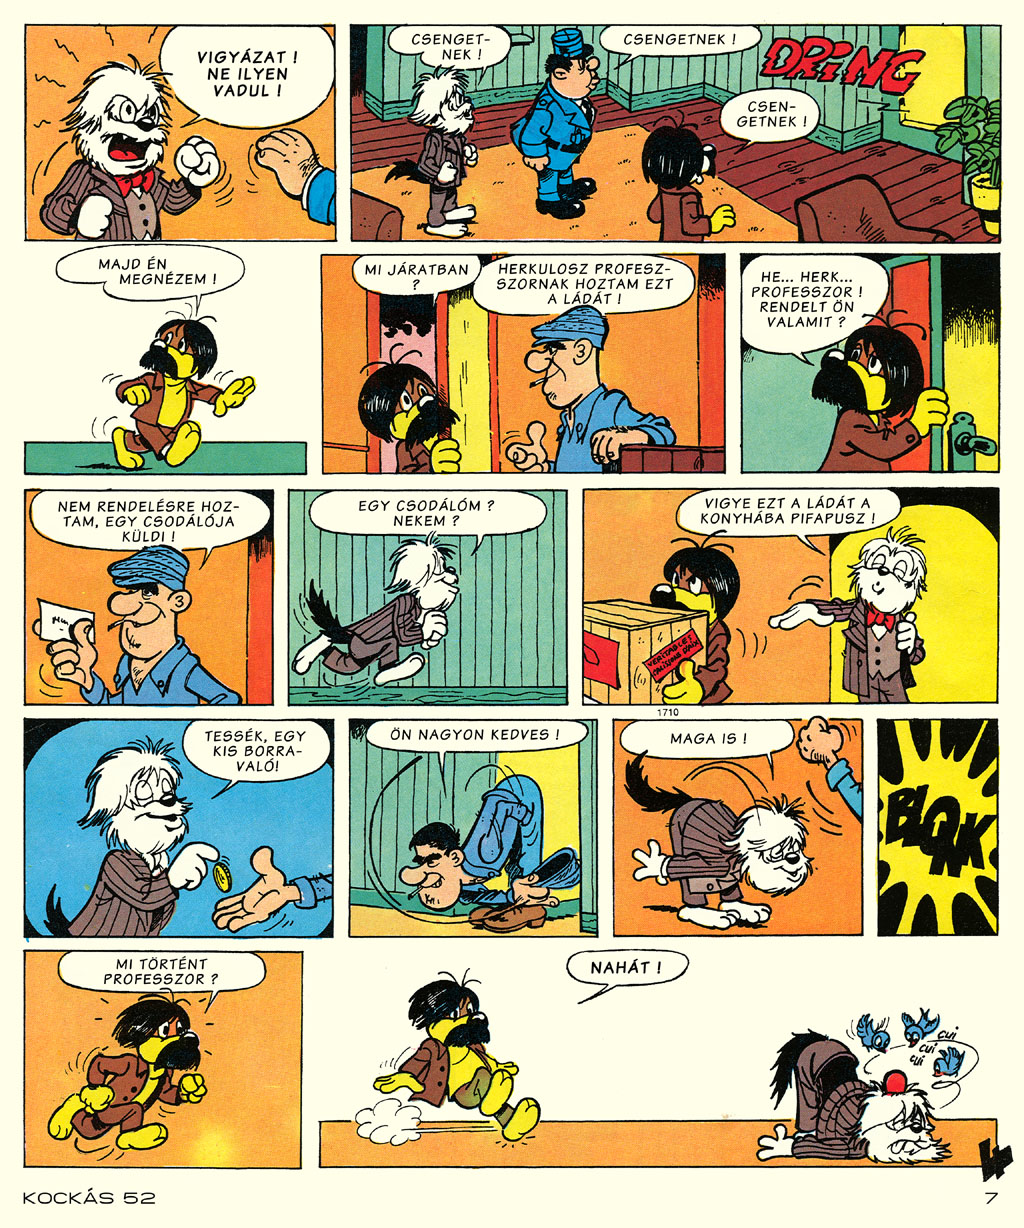 VIGYÁZAT !
NE ILYEN
VADUL !
CSENGET-
NEK !
CSENGETNEK !
DRING
CSEN-
GETNEK !
MAJD ÉN
MEGNÉZEM !
MI JÁRATBAN
?
HERKULOSZ PROFESZ-
SZORNAK HOZTAM EZT
A LÁDÁT !
HE... HERK...
PROFESSZOR !
RENDELT ÖN
VALAMIT ?
NEM RENDELÉSRE HOZ-
TAM, EGY CSODÁLÓJA
KÜLDI !
EGY CSODÁLÓM ?
NEKEM ?
VIGYE EZT A LÁDÁT A
KONYHÁBA PIFAPUSZ !
1710
TESSÉK, EGY
KIS BORRA-
VALÓ!
ÖN NAGYON KEDVES !
MAGA IS !
BLONK
MI TÖRTÉNT
PROFESSZOR ?
NAHÁT !
CUI
CUI
CUI
KOCKÁS 52
7